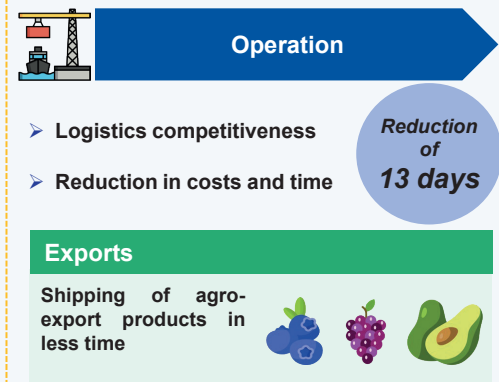 Operation
➢ Logistics competitiveness
➢ Reduction in costs and time
Reduction
of
13 days
Exports
Shipping of agro-
export products in
less time